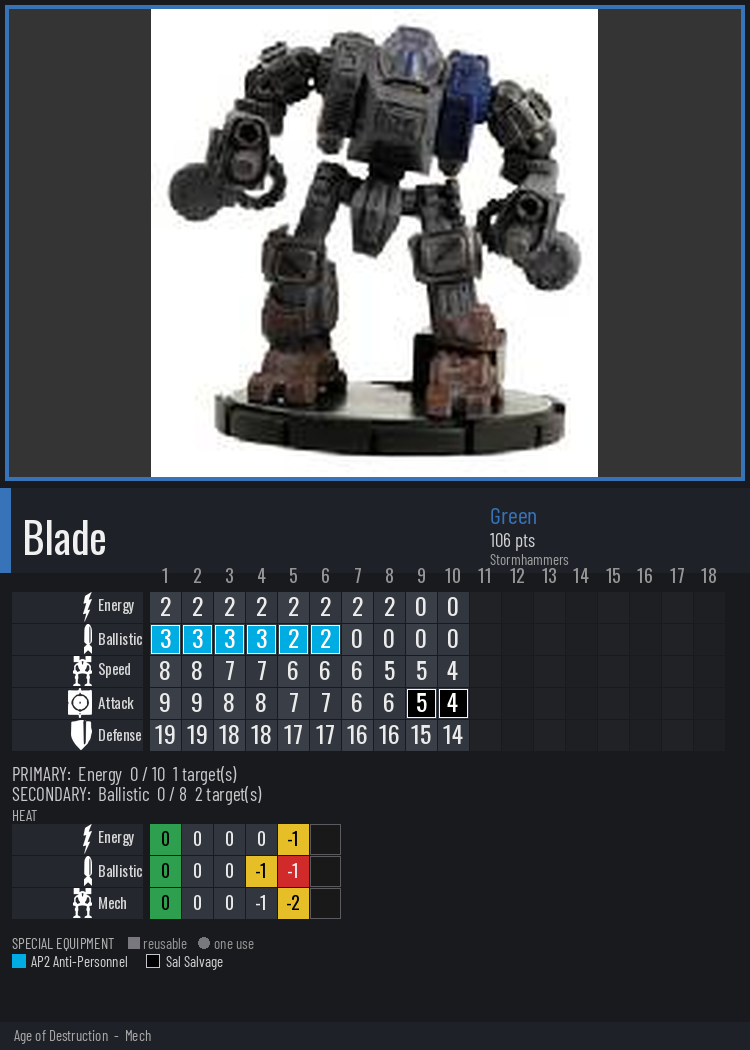 Blade
Green
106 pts
Stormhammers
1 2 3 4 5 6 7 8 9 10 11 12 13 14 15 16 17 18
Energy 2 2 2 2 2 2 2 2 0 0
Ballistic 3 3 3 3 2 2 0 0 0 0
Speed 8 8 7 7 6 6 6 5 5 4
Attack 9 9 8 8 7 7 6 6 5 4
Defense 19 19 18 18 17 17 16 16 15 14
PRIMARY: Energy 0 / 10 1 target(s)
SECONDARY: Ballistic 0 / 8 2 target(s)
HEAT
Energy 0 0 0 0 -1
Ballistic 0 0 0 -1 -1
Mech 0 0 0 -1 -2
SPECIAL EQUIPMENT reusable one use
AP2 Anti-Personnel Sal Salvage
Age of Destruction - Mech